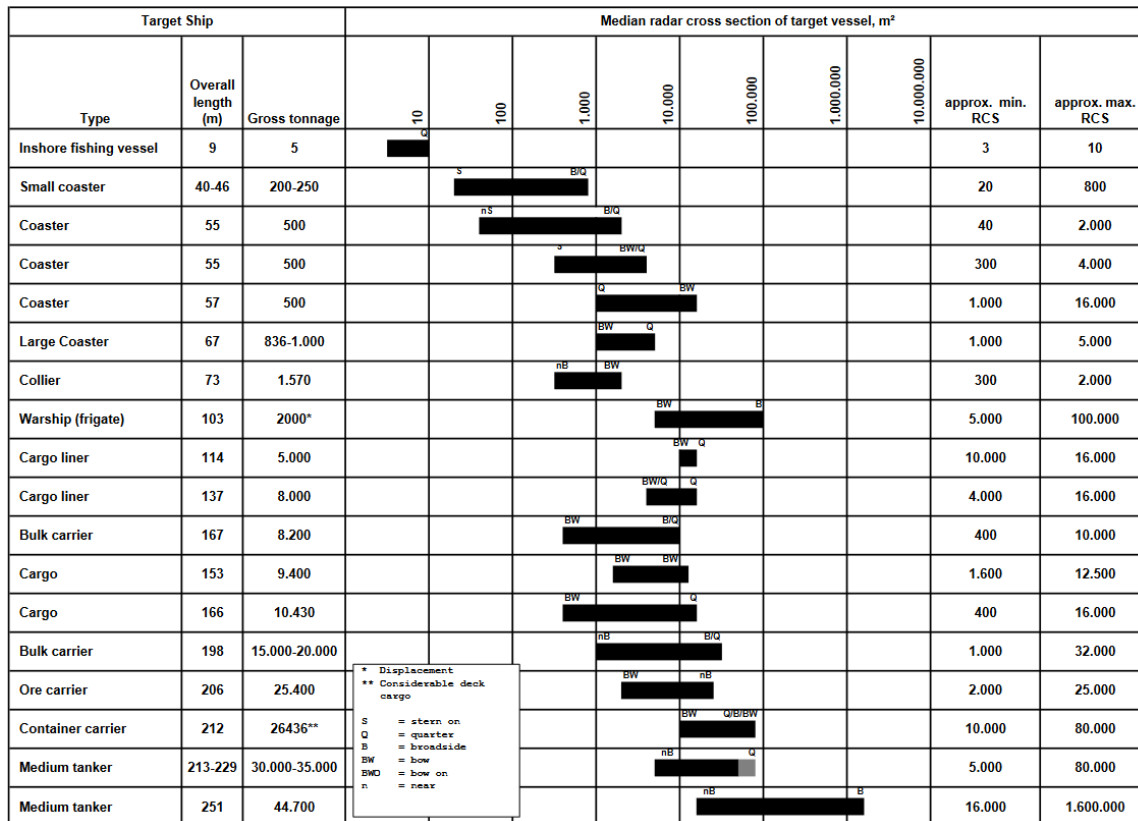 Target Ship Median radar cross section of target vessel, m²
Type Overall length (m) Gross tonnage 10 100 1.000 10.000 100.000 1.000.000 10.000.000 approx. min. RCS approx. max. RCS
Q
Inshore fishing vessel 9 5 3 10
S B/Q
Small coaster 40-46 200-250 20 800
nS B/Q
Coaster 55 500 40 2.000
S BW/Q
Coaster 55 500 300 4.000
Q BW
Coaster 57 500 1.000 16.000
BW Q
Large Coaster 67 836-1.000 1.000 5.000
nB BW
Collier 73 1.570 300 2.000
BW B
Warship (frigate) 103 2000* 5.000 100.000
BW Q
Cargo liner 114 5.000 10.000 16.000
BW/Q Q
Cargo liner 137 8.000 4.000 16.000
BW B/Q
Bulk carrier 167 8.200 400 10.000
BW BW
Cargo 153 9.400 1.600 12.500
BW Q
Cargo 166 10.430 400 16.000
nB B/Q
Bulk carrier 198 15.000-20.000 1.000 32.000
BW nB
Ore carrier 206 25.400 2.000 25.000
BW Q/B/BW
Container carrier 212 26436** 10.000 80.000
nB Q
Medium tanker 213-229 30.000-35.000 5.000 80.000
nB B
Medium tanker 251 44.700 16.000 1.600.000
* Displacement
** Considerable deck
cargo
S = stern on
Q = quarter
B = broadside
BW = bow
BWO = bow on
n = near